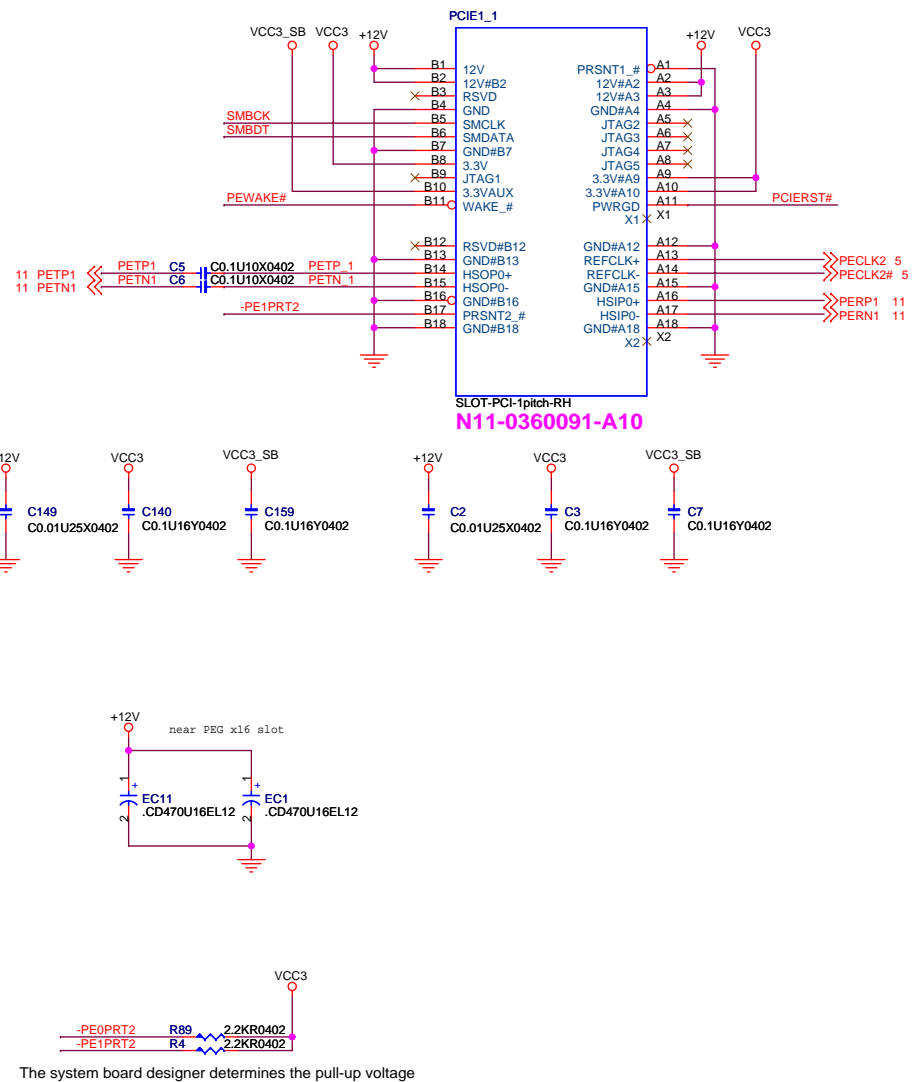 PCIE1_1
VCC3_SB VCC3 +12V +12V VCC3
B1 12V PRSNT1_# A1
B2 12V#B2 12V#A2 A2
B3 RSVD 12V#A3 A3
B4 GND GND#A4 A4
SMBCK B5 SMCLK JTAG2 A5
SMBDT B6 SMDATA JTAG3 A6
B7 GND#B7 JTAG4 A7
B8 3.3V JTAG5 A8
B9 JTAG1 3.3V#A9 A9
B10 3.3VAUX 3.3V#A10 A10
PEWAKE# B11 WAKE_# PWRGD A11 PCIERST#
X1 X1
B12 RSVD#B12 GND#A12 A12
B13 GND#B13 REFCLK+ A13 PECLK2 5
11 PETP1 PETP1 C5 C0.1U10X0402 PETP_1 B14 HSOP0+ REFCLK- A14 PECLK2# 5
11 PETN1 PETN1 C6 C0.1U10X0402 PETN_1 B15 HSOP0- GND#A15 A15
B16 GND#B16 HSIP0+ A16 PERP1 11
-PE1PRT2 B17 PRSNT2_# HSIP0- A17 PERN1 11
B18 GND#B18 GND#A18 A18
X2 X2
SLOT-PCI-1pitch-RH
N11-0360091-A10
12V VCC3 VCC3_SB +12V VCC3 VCC3_SB
C149 C140 C159 C2 C3 C7
C0.01U25X0402 C0.1U16Y0402 C0.1U16Y0402 C0.01U25X0402 C0.1U16Y0402 C0.1U16Y0402
+12V
near PEG x16 slot
1 + 1 +
EC11 EC1
.CD470U16EL12 .CD470U16EL12
2 2
VCC3
-PE0PRT2 R89 2.2KR0402
-PE1PRT2 R4 2.2KR0402
The system board designer determines the pull-up voltage